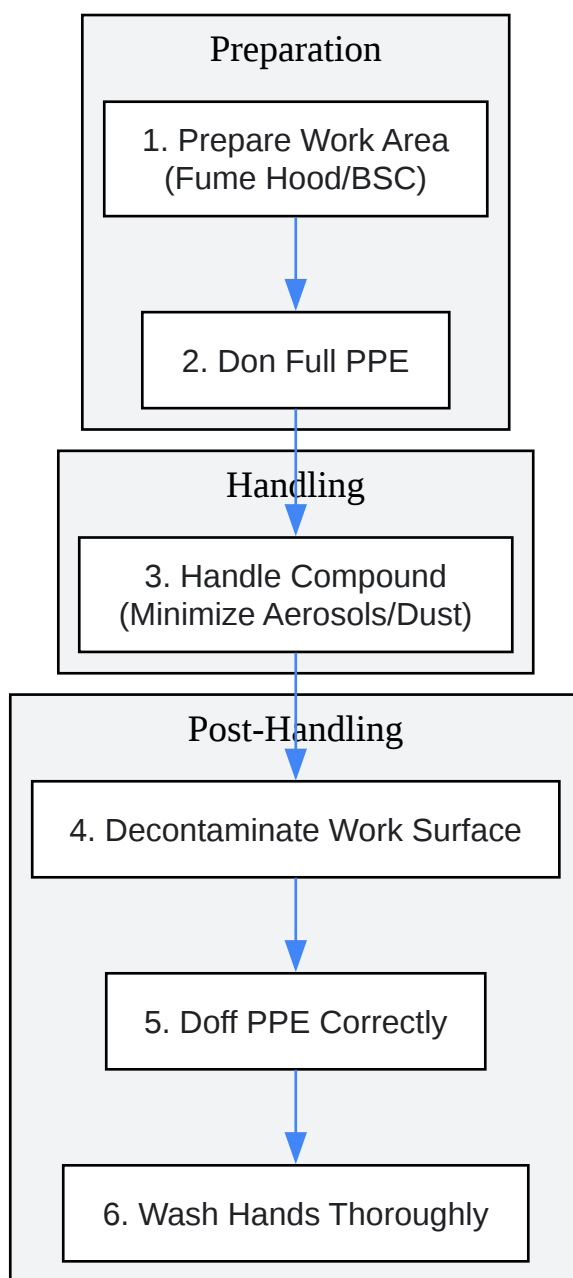 Preparation
1. Prepare Work Area
(Fume Hood/BSC)
2. Don Full PPE
Handling
3. Handle Compound
(Minimize Aerosols/Dust)
Post-Handling
4. Decontaminate Work Surface
5. Doff PPE Correctly
6. Wash Hands Thoroughly